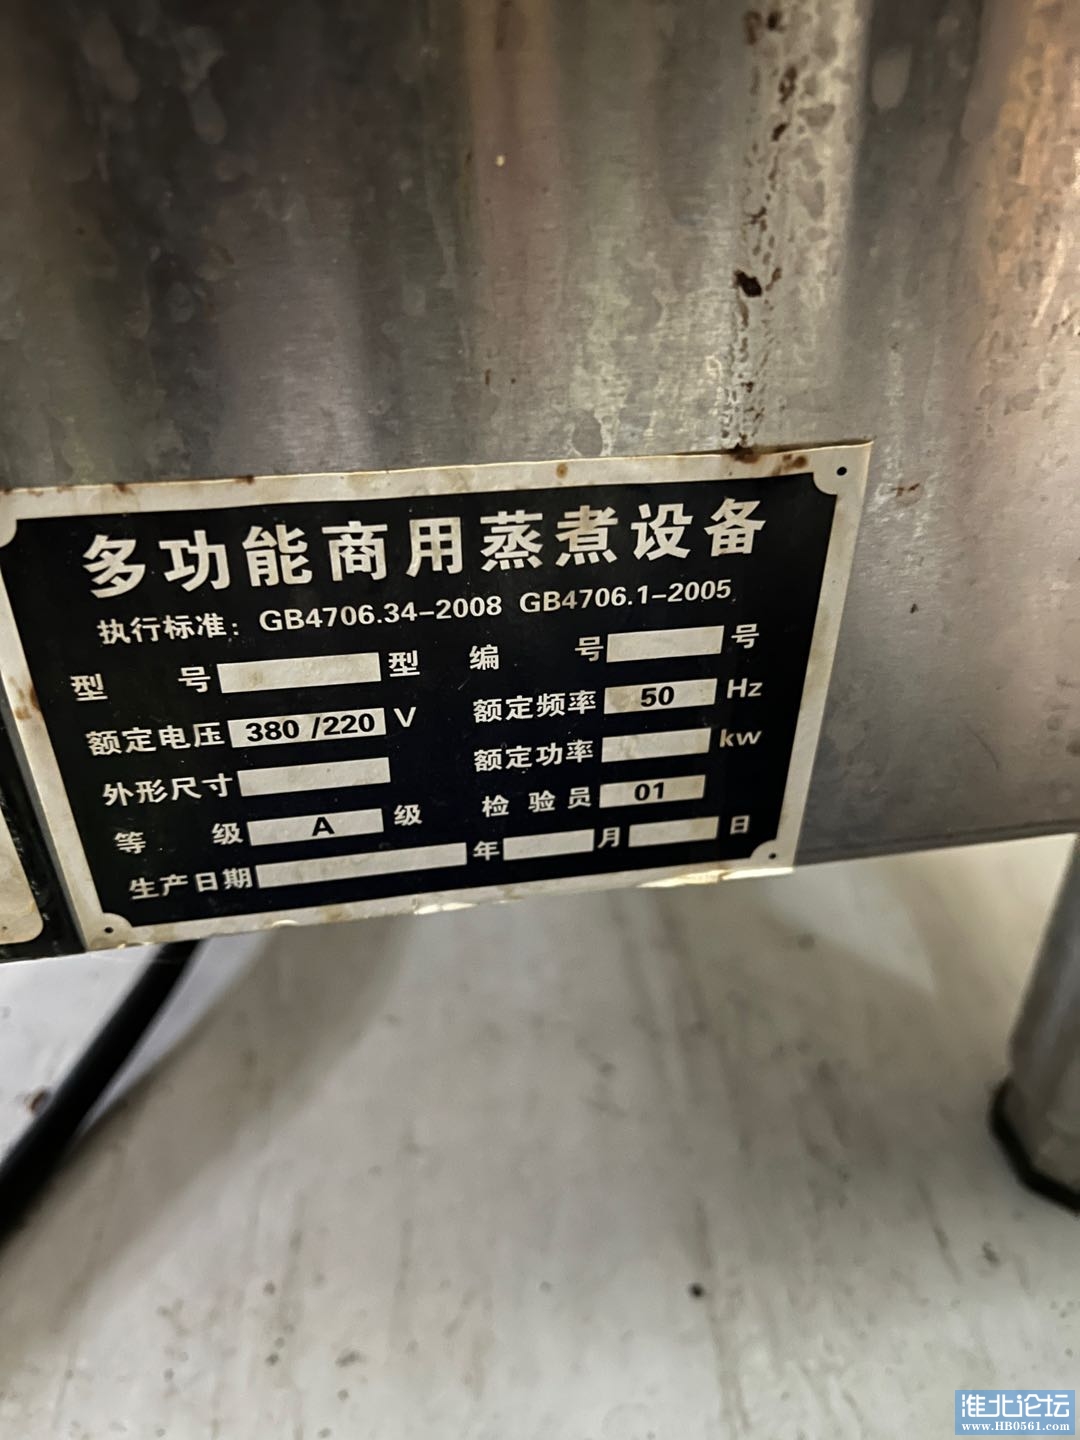 多功能商用蒸煮设备
执行标准：GB4706.34-2008 GB4706.1-2005
型 号 型 编 号 号
额定电压 380 /220 V 额定频率 50 Hz
外形尺寸 额定功率 kw
等 级 A 级 检 验 员 01
生产日期 年 月 日
淮北论坛
www.HB0561.com